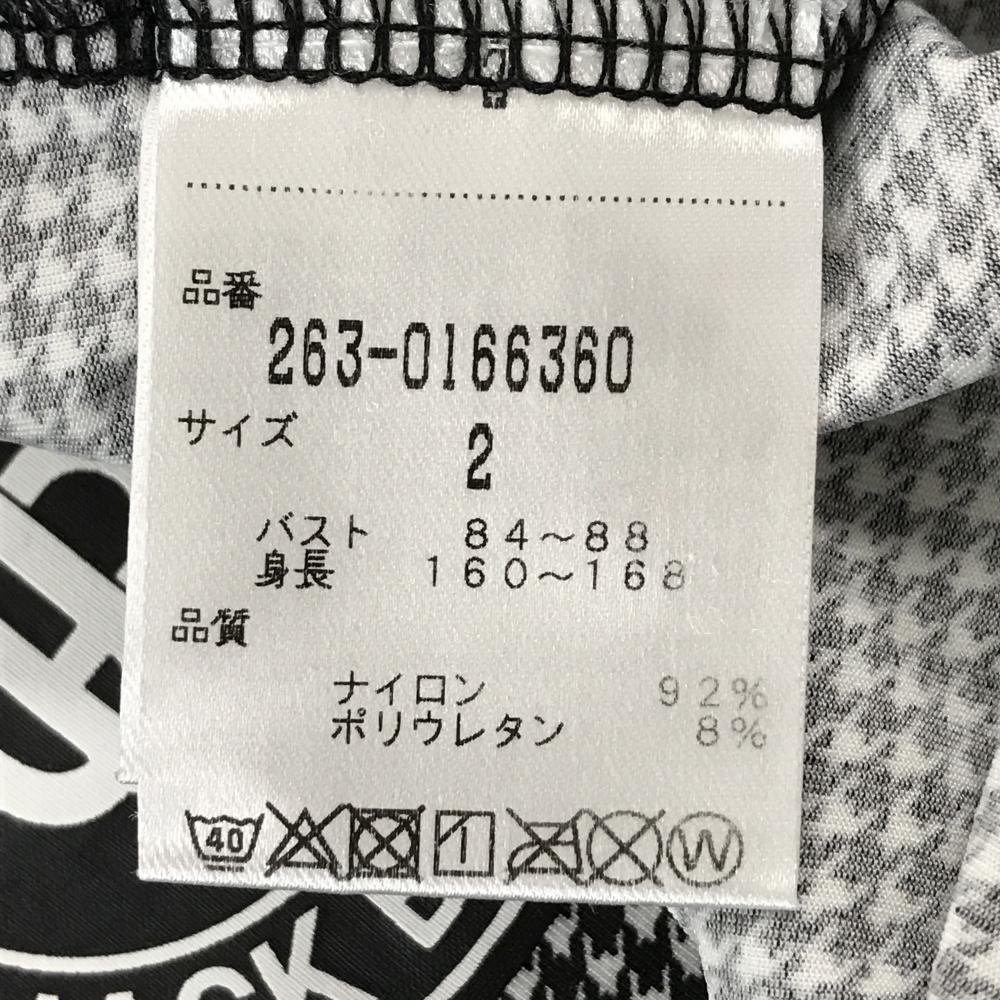 品番
263-0166360
サイズ
2
バスト 84~88
身長 160~168
品質
ナイロン 92%
ポリウレタン 8%
40
W